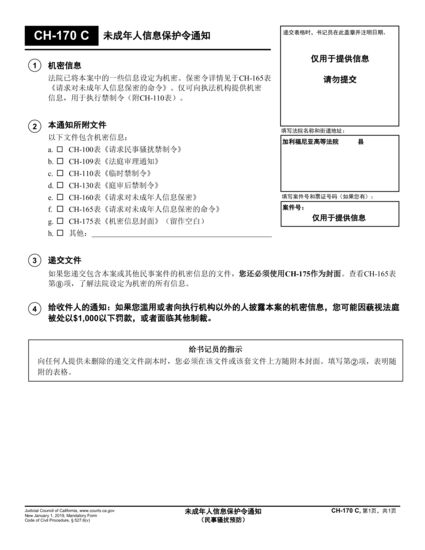 CH-170 C 未成年人信息保护令通知
递交表格时，书记员在此盖章并注明日期。
仅用于提供信息
请勿提交
填写法院名称和街道地址：
加利福尼亚高等法院 县
填写案件号和票证号码（如果您有）：
案件号：
仅用于提供信息
1 机密信息
法院已将本案中的一些信息设定为机密。保密令详情见于CH-165表
《请求对未成年人信息保密的命令》。仅可向执法机构提供机密
信息，用于执行禁制令（附CH-110表）。
2 本通知所附文件
以下文件包含机密信息：
a. ☐ CH-100表《请求民事骚扰禁制令》
b. ☐ CH-109表《法庭审理通知》
c. ☐ CH-110表《临时禁制令》
d. ☐ CH-130表《庭审后禁制令》
e. ☐ CH-160表《请求对未成年人信息保密》
f. ☐ CH-165表《请求对未成年人信息保密的命令》
g. ☐ CH-175表《机密信息封面》（留作空白）
h. ☐ 其他：
3 递交文件
如果您递交包含本案或其他民事案件的机密信息的文件，您还必须使用CH-175作为封面。查看CH-165表
第⑧项，了解法院设定为机密的所有信息。
4 给收件人的通知：如果您滥用或者向执行机构以外的人披露本案的机密信息，您可能因藐视法庭
被处以$1,000以下罚款，或者面临其他制裁。
给书记员的指示
向任何人提供未删除的递交文件副本时，您必须在该文件或该套文件上方随附本封面。填写第②项，表明随
附的表格。
Judicial Council of California, www.courts.ca.gov
New January 1, 2019, Mandatory Form
Code of Civil Procedure, § 527.6(v)
未成年人信息保护令通知
（民事骚扰预防）
CH-170 C, 第1页，共1页